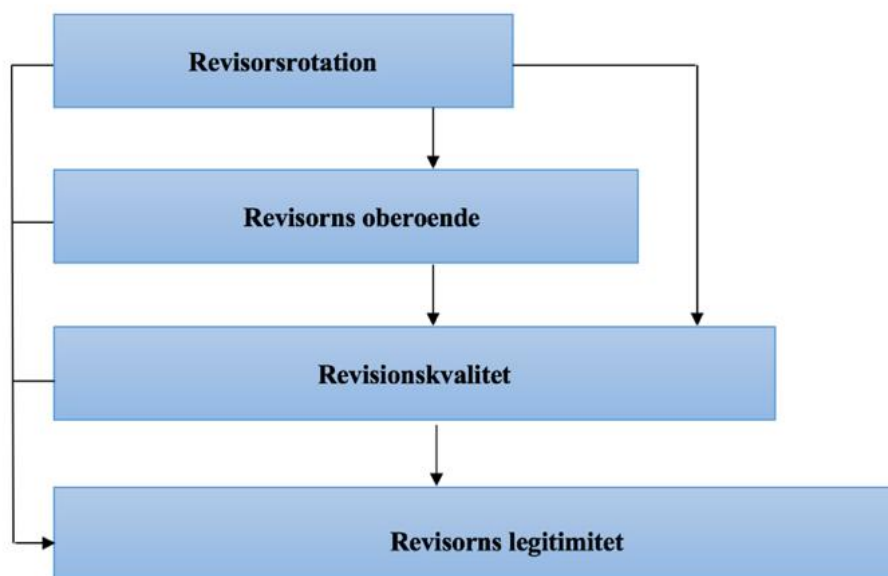 Revisorsrotation
Revisorns oberoende
Revisionskvalitet
Revisorns legitimitet